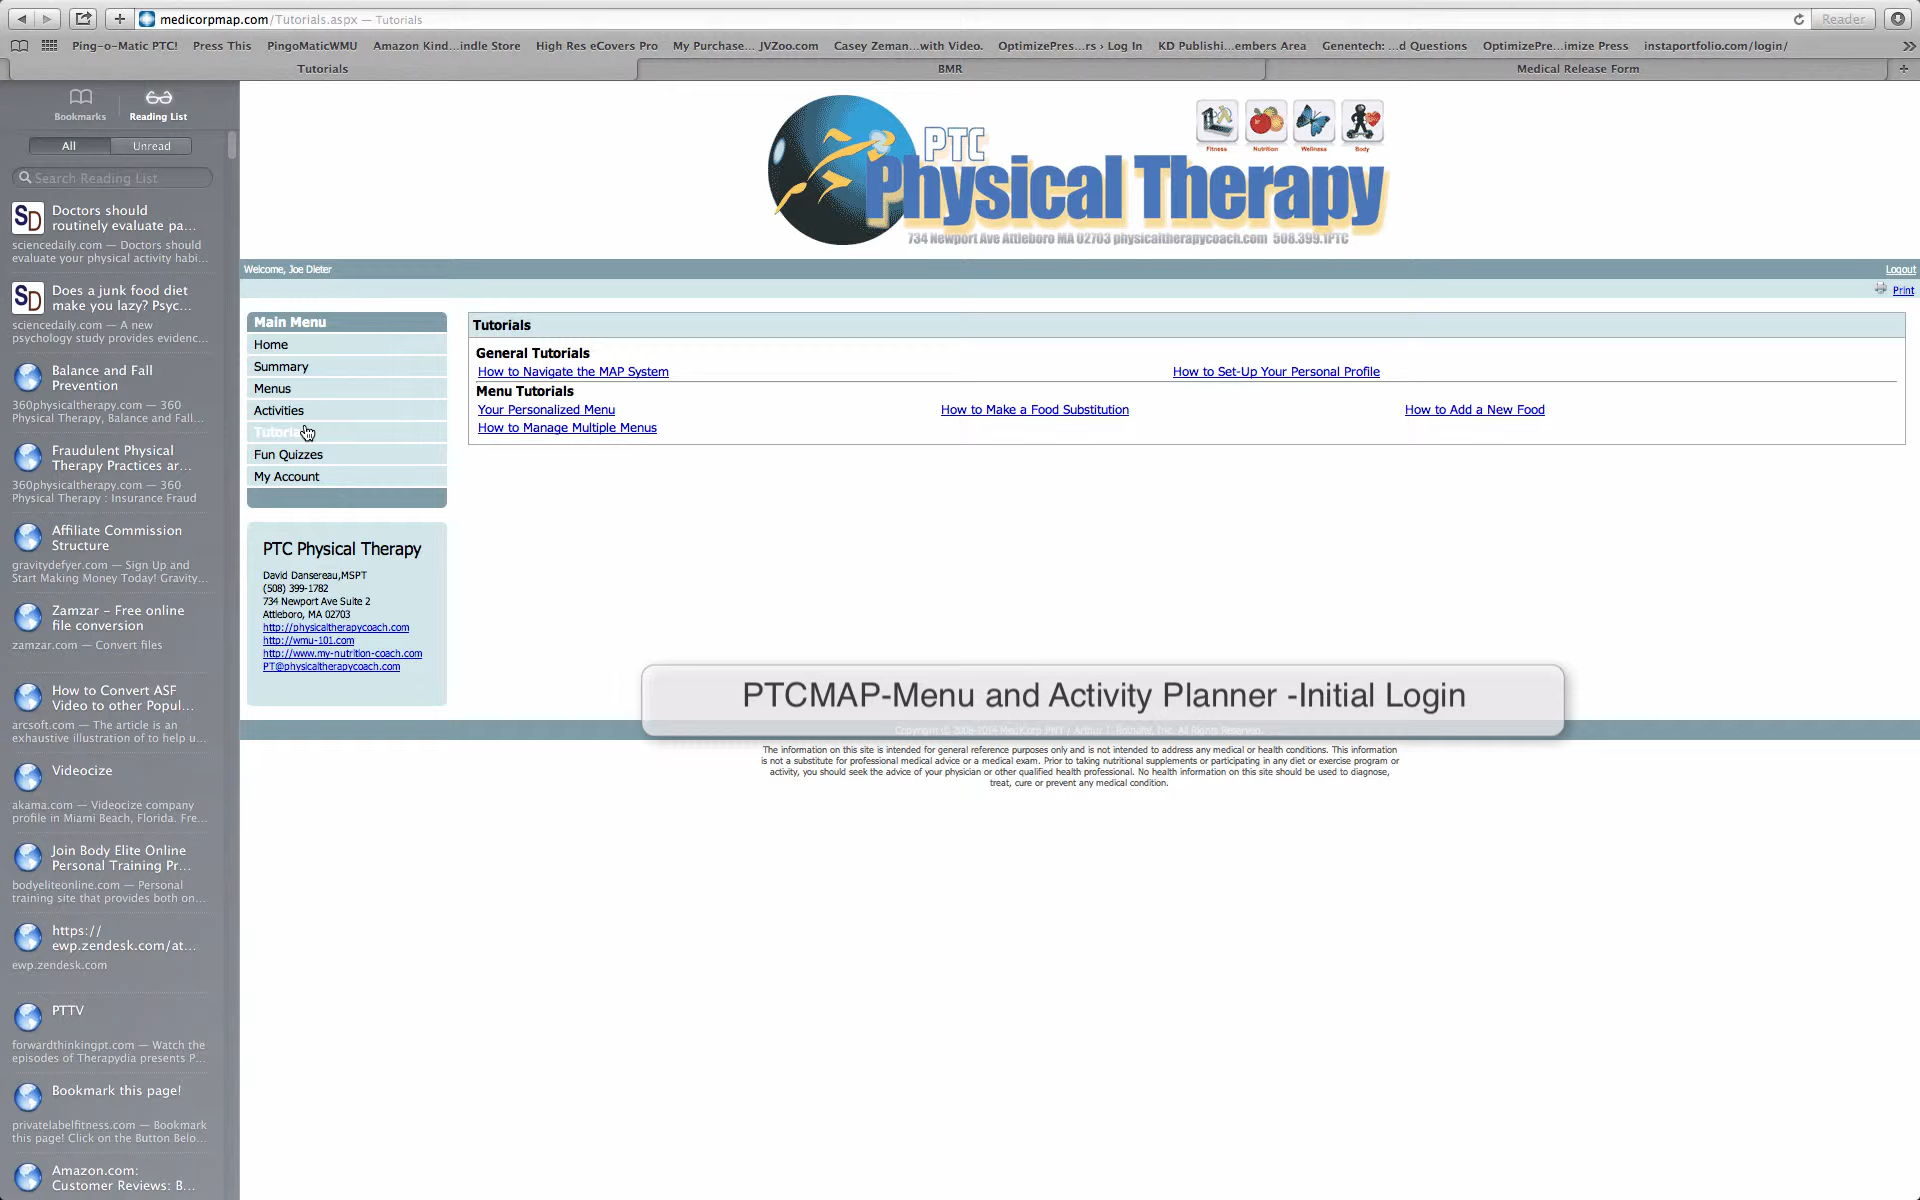 medicorpmap.com/Tutorials.aspx — Tutorials
Reader
Ping-o-Matic PTC!
Press This
PingoMaticWMU
Amazon Kind...indle Store
High Res eCovers Pro
My Purchase... JVZoo.com
Casey Zeman...with Video.
OptimizePres...rs › Log In
KD Publishi...embers Area
Genentech: ...d Questions
OptimizePre...imize Press
instaportfolio.com/login/
Tutorials
BMR
Medical Release Form
Bookmarks
Reading List
All
Unread
Search Reading List
Doctors should
routinely evaluate pa...
sciencedaily.com — Doctors should
evaluate your physical activity habi...
Does a junk food diet
make you lazy? Psyc...
sciencedaily.com — A new
psychology study provides evidenc...
Balance and Fall
Prevention
360physicaltherapy.com — 360
Physical Therapy, Balance and Fall...
Fraudulent Physical
Therapy Practices ar...
360physicaltherapy.com — 360
Physical Therapy : Insurance Fraud
Affiliate Commission
Structure
gravitydefyer.com — Sign Up and
Start Making Money Today! Gravity...
Zamzar - Free online
file conversion
zamzar.com — Convert files
How to Convert ASF
Video to other Popul...
arcsoft.com — The article is an
exhaustive illustration of to help u...
Videocize
akama.com — Videocize company
profile in Miami Beach, Florida. Fre...
Join Body Elite Online
Personal Training Pr...
bodyeliteonline.com — Personal
training site that provides both on...
https://
ewp.zendesk.com/at...
ewp.zendesk.com
PTTV
forwardthinkingpt.com — Watch the
episodes of Therapydia presents P...
Bookmark this page!
privatelabelfitness.com — Bookmark
this page! Click on the Button Belo...
Amazon.com:
Customer Reviews: B...
PTC
Physical Therapy
Fitness
Nutrition
Wellness
Body
734 Newport Ave Attleboro MA 02703 physicaltherapycoach.com 508.399.1PTC
Welcome, Joe Dieter
Logout
Print
Main Menu
Home
Summary
Menus
Activities
Fun Quizzes
My Account
PTC Physical Therapy
David Dansereau,MSPT
(508) 399-1782
734 Newport Ave Suite 2
Attleboro, MA 02703
http://physicaltherapycoach.com
http://wmu-101.com
http://www.my-nutrition-coach.com
PT@physicaltherapycoach.com
Tutorials
General Tutorials
How to Navigate the MAP System
How to Set-Up Your Personal Profile
Menu Tutorials
Your Personalized Menu
How to Make a Food Substitution
How to Add a New Food
How to Manage Multiple Menus
PTCMAP-Menu and Activity Planner -Initial Login
The information on this site is intended for general reference purposes only and is not intended to address any medical or health conditions. This information
is not a substitute for professional medical advice or a medical exam. Prior to taking nutritional supplements or participating in any diet or exercise program or
activity, you should seek the advice of your physician or other qualified health professional. No health information on this site should be used to diagnose,
treat, cure or prevent any medical condition.